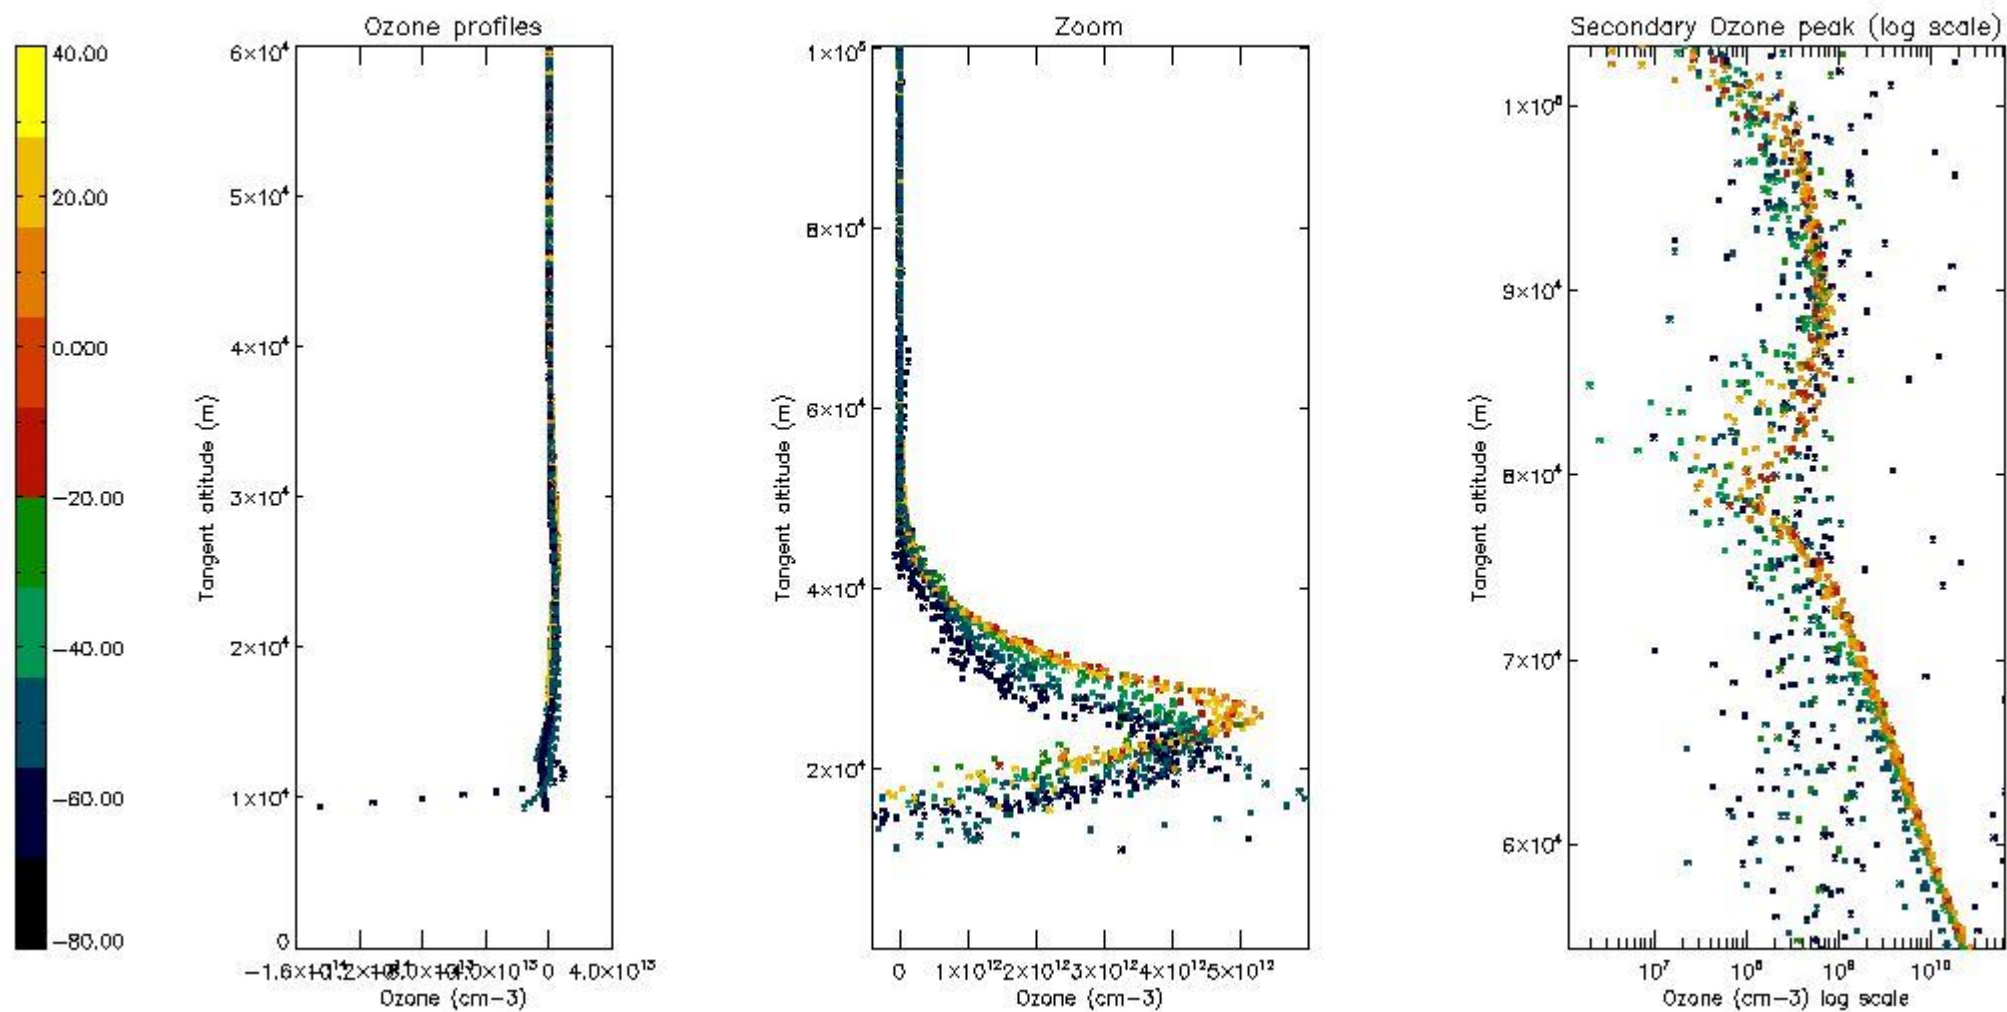 Ozone profiles
Zoom
Secondary Ozone peak (log scale)
40.00
20.00
0.000
−20.00
−40.00
−60.00
−80.00
6×10⁴
5×10⁴
4×10⁴
3×10⁴
2×10⁴
1×10⁴
0
Tangent altitude (m)
0 4.0×10¹³
Ozone (cm−3)
1×10⁵
8×10⁴
6×10⁴
4×10⁴
2×10⁴
Tangent altitude (m)
0 1×10¹² 2×10¹² 3×10¹² 4×10¹² 5×10¹²
Ozone (cm−3)
1×10⁵
9×10⁴
8×10⁴
7×10⁴
6×10⁴
Tangent altitude (m)
10⁷ 10⁸ 10⁹ 10¹⁰
Ozone (cm−3) log scale